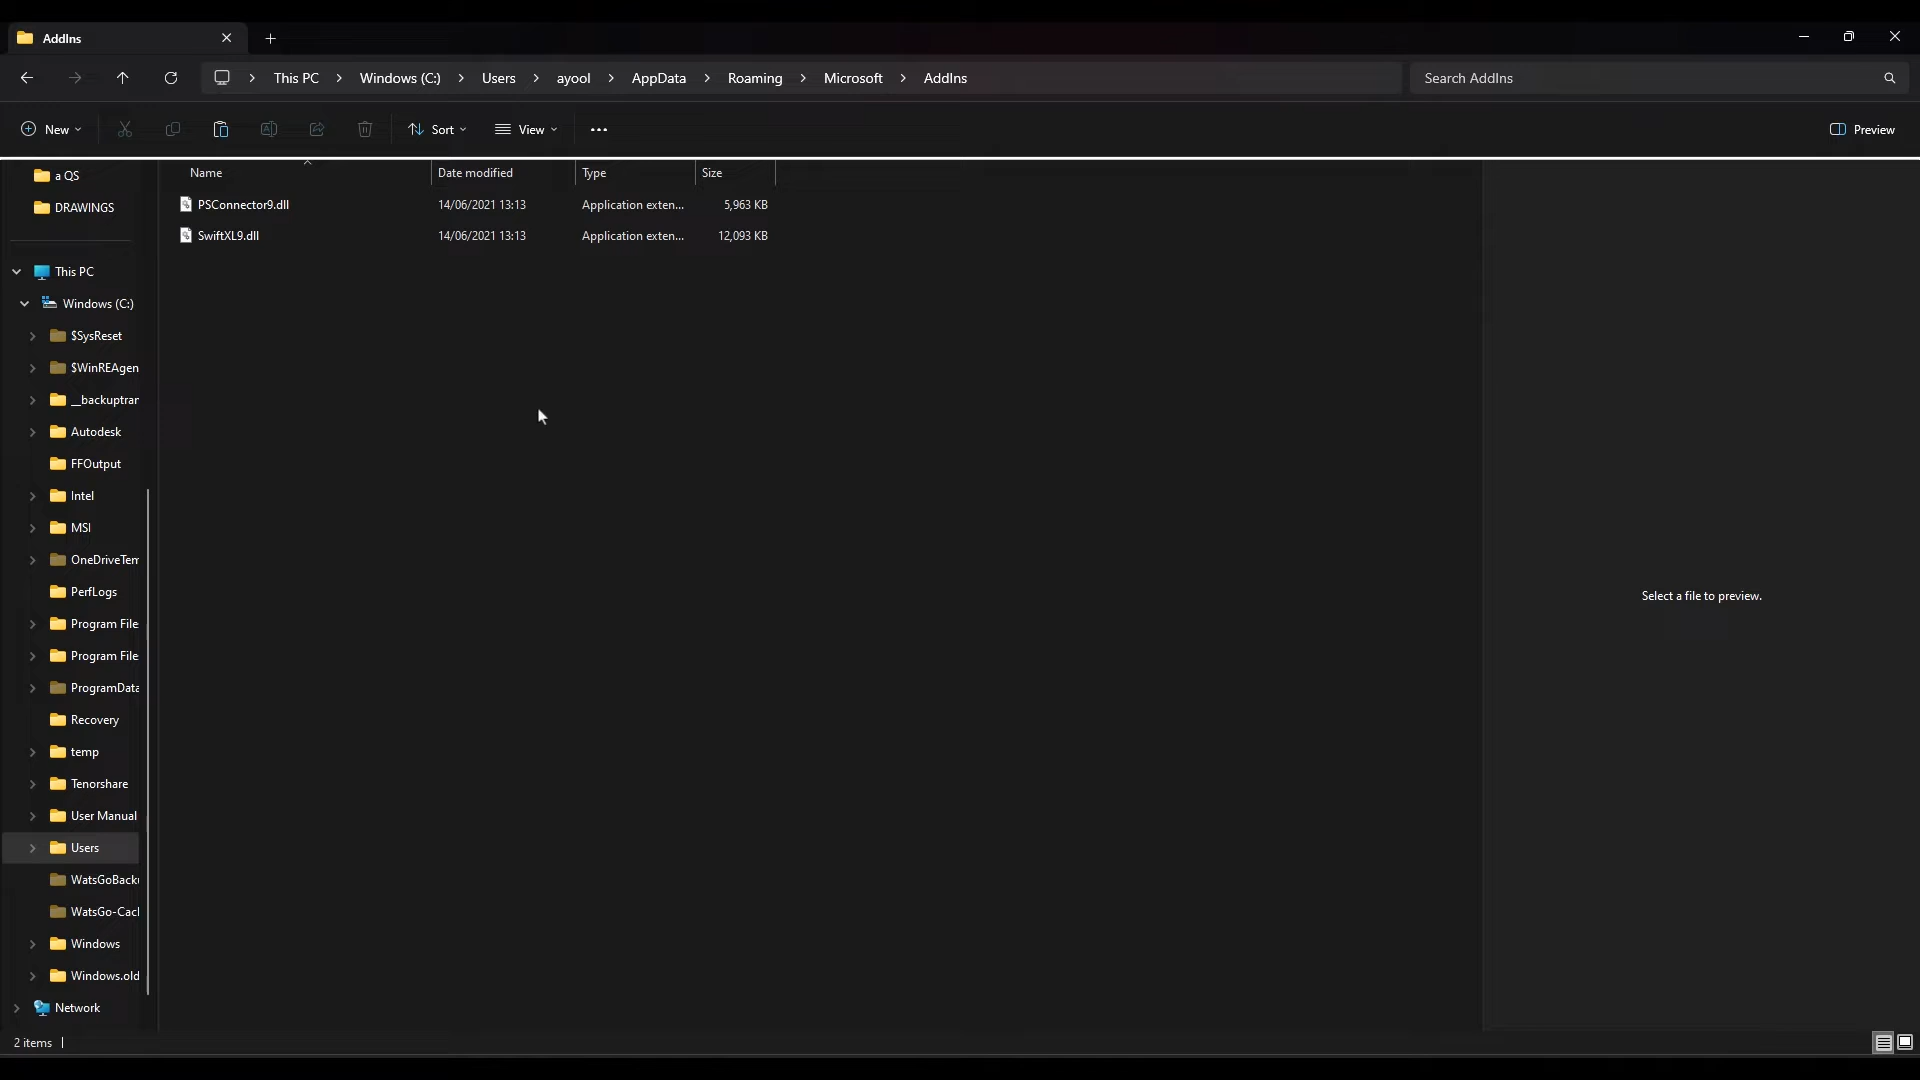 AddIns
This PC > Windows (C:) > Users > ayool > AppData > Roaming > Microsoft > AddIns
Search AddIns
New
Sort
View
Preview
a QS
DRAWINGS
This PC
Windows (C:)
$SysReset
$WinREAgen
__backuptran
Autodesk
FFOutput
Intel
MSI
OneDriveTem
PerfLogs
Program File
Program File
ProgramData
Recovery
temp
Tenorshare
User Manual
Users
WatsGoBack
WatsGo-Cac
Windows
Windows.old
Network
Name Date modified Type Size
PSConnector9.dll 14/06/2021 13:13 Application exten... 5,963 KB
SwiftXL9.dll 14/06/2021 13:13 Application exten... 12,093 KB
Select a file to preview.
2 items